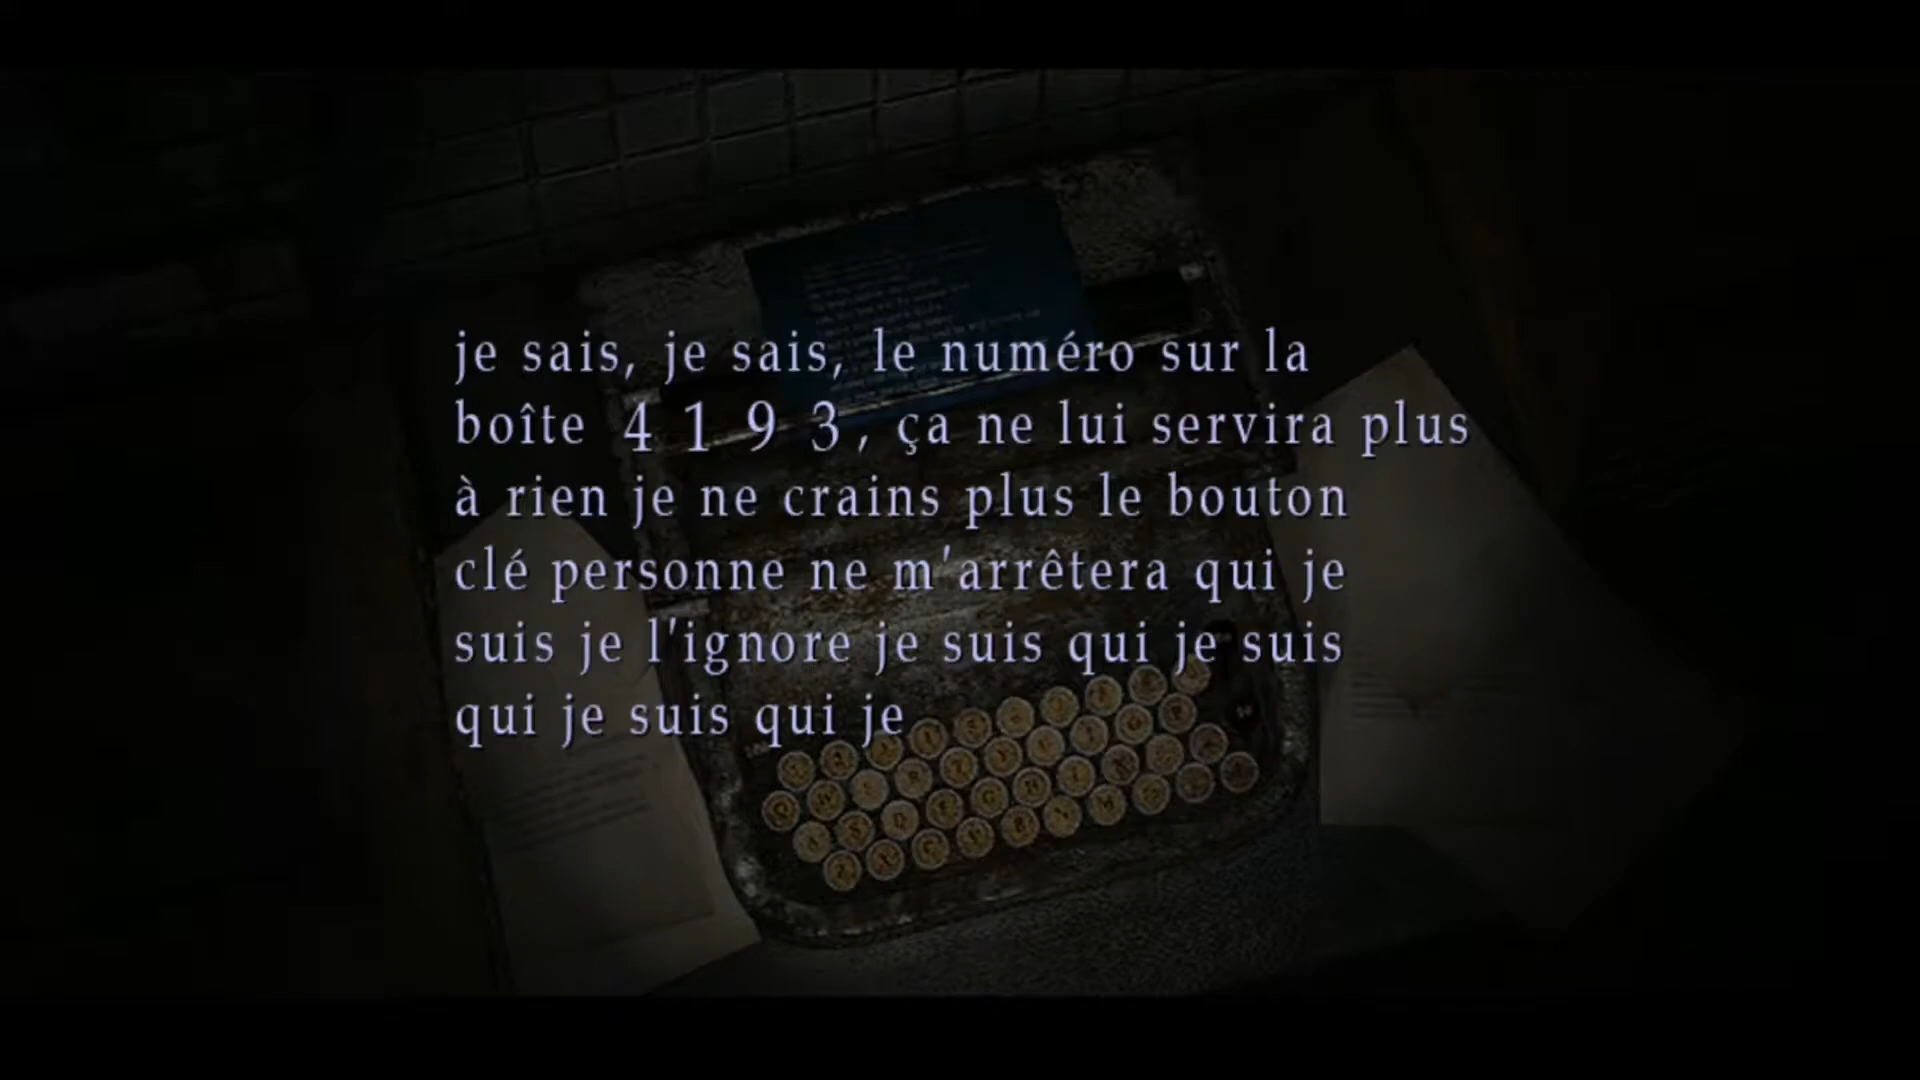 je sais, je sais, le numéro sur la
boîte 4 1 9 3, ça ne lui servira plus
à rien je ne crains plus le bouton
clé personne ne m'arrêtera qui je
suis je l'ignore je suis qui je suis
qui je suis qui je